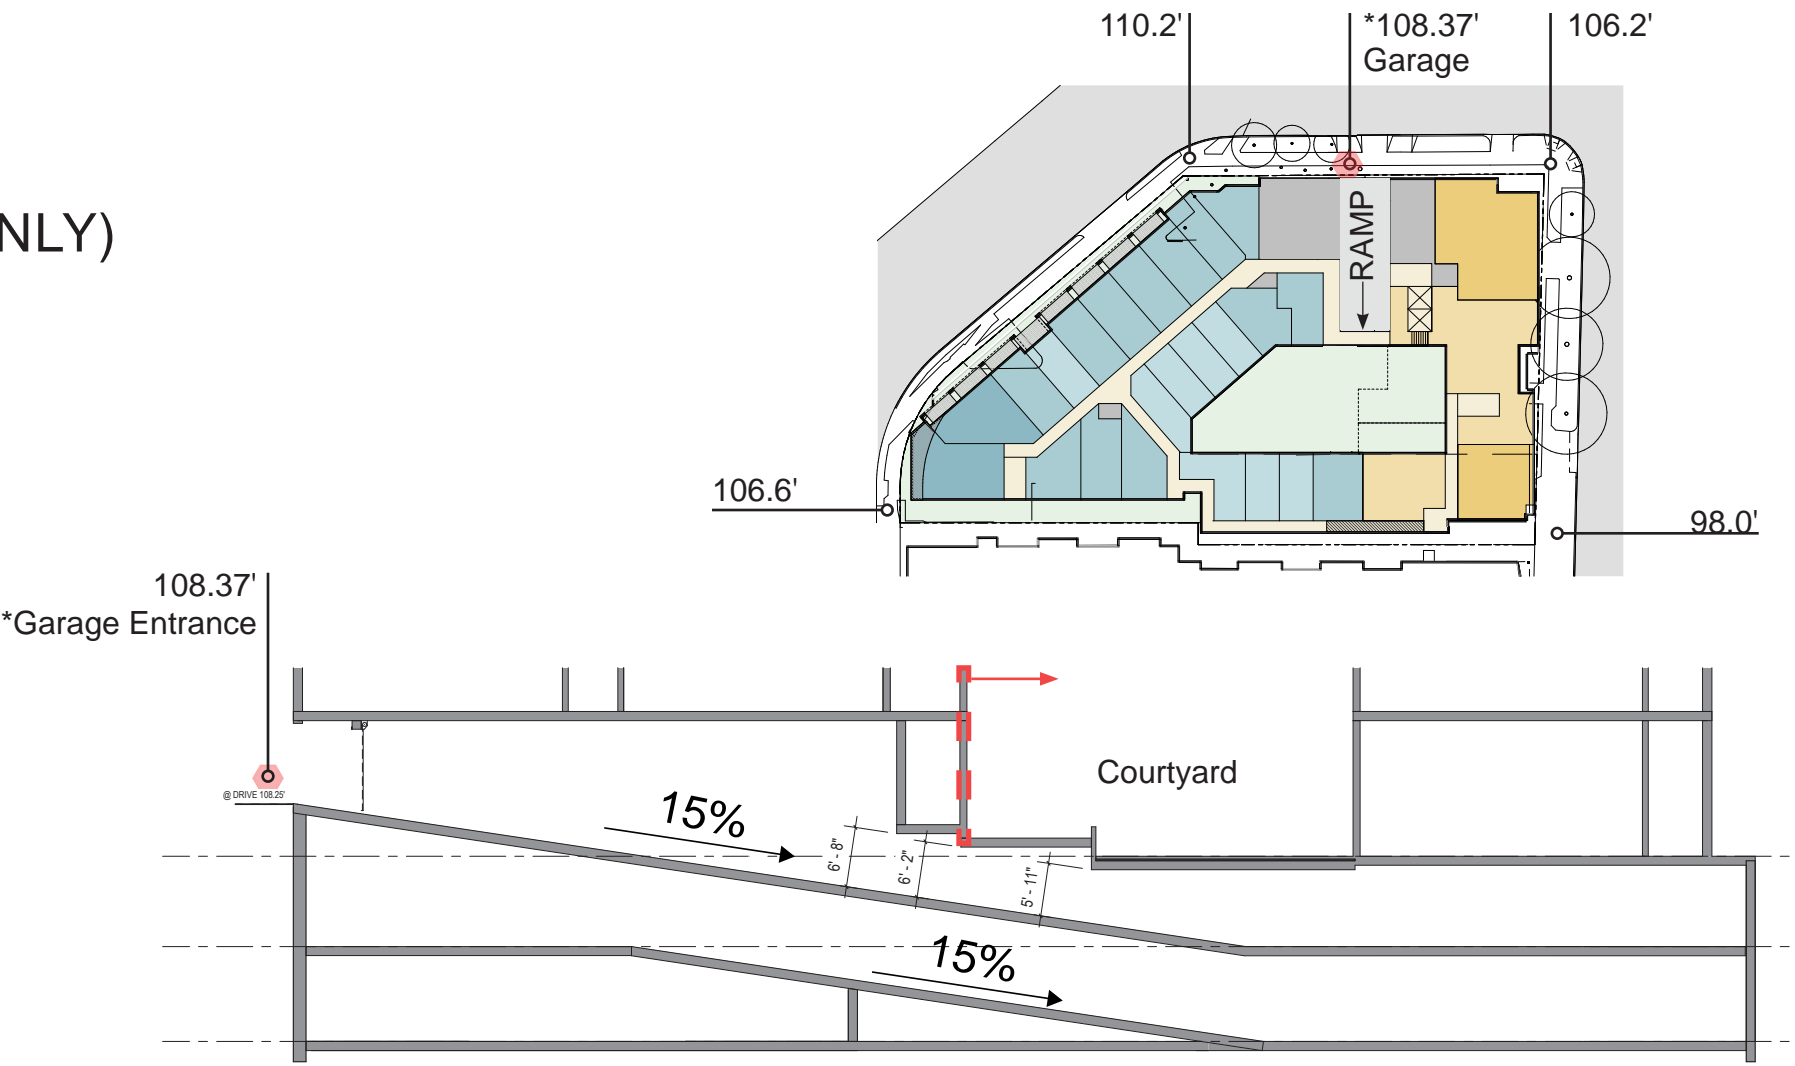 110.2'
*108.37'
Garage
106.2'
NLY)
RAMP
106.6'
98.0'
108.37'
*Garage Entrance
@ DRIVE 108.25'
15%
Courtyard
6' - 8"
6' - 2"
5' - 11"
15%